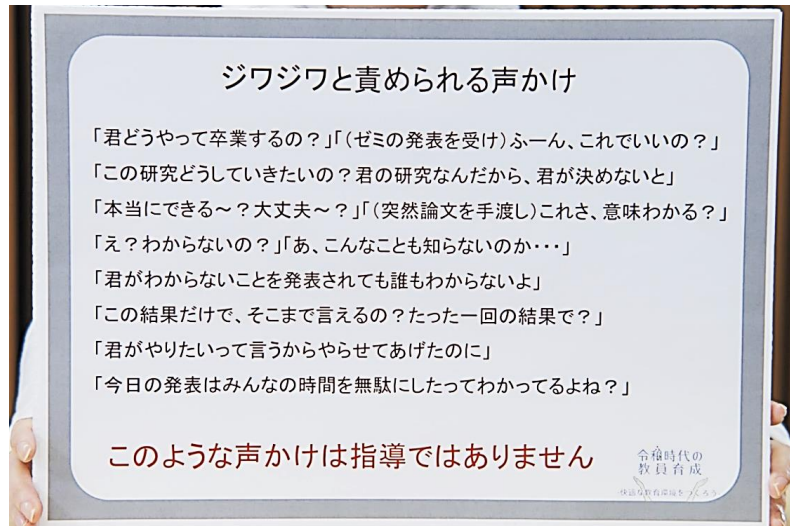 ジワジワと責められる声かけ
「君どうやって卒業するの？」「（ゼミの発表を受け）ふーん、これでいいの？」
「この研究どうしていきたいの？君の研究なんだから、君が決めないと」
「本当にできる～？大丈夫～？」「（突然論文を手渡し）これさ、意味わかる？」
「え？わからないの？」「あ、こんなことも知らないのか・・・」
「君がわからないことを発表されても誰もわからないよ」
「この結果だけで、そこまで言えるの？たった一回の結果で？」
「君がやりたいって言うからやらせてあげたのに」
「今日の発表はみんなの時間を無駄にしたってわかってるよね？」
このような声かけは指導ではありません
令和時代の
教員育成
快適な教育環境をつくろう